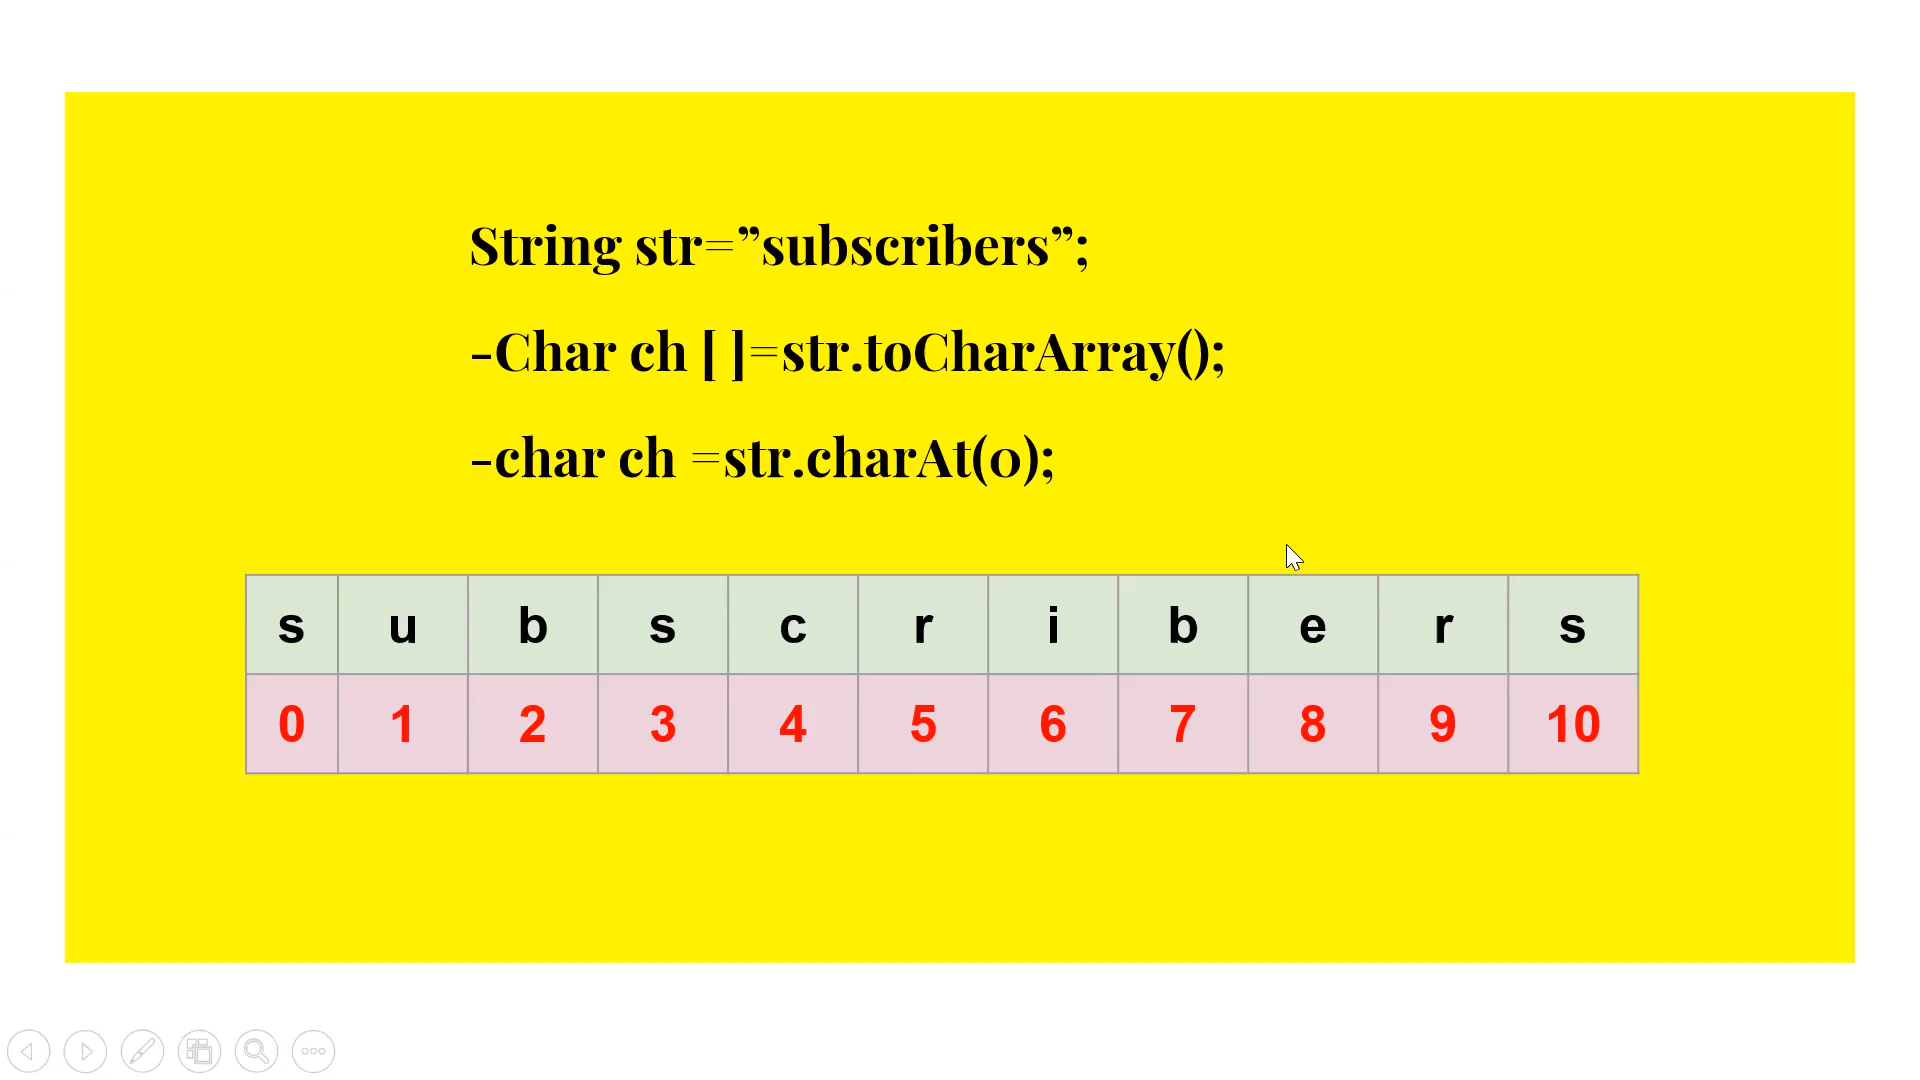 String str=”subscribers”;
-Char ch [ ]=str.toCharArray();
-char ch =str.charAt(0);
s u b s c r i b e r s
0 1 2 3 4 5 6 7 8 9 10